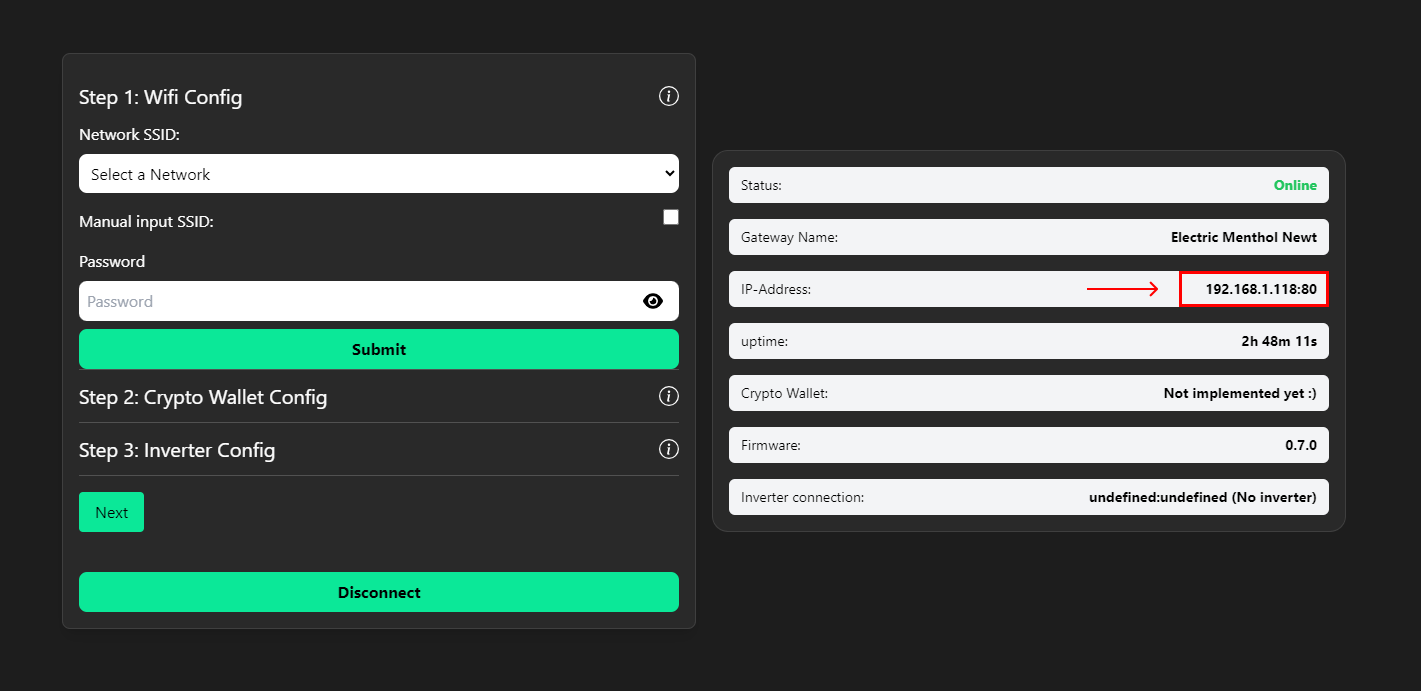 Step 1: Wifi Config
Network SSID:
Select a Network
Manual input SSID:
Password
Password
Submit
Step 2: Crypto Wallet Config
Step 3: Inverter Config
Next
Disconnect
Status: Online
Gateway Name: Electric Menthol Newt
IP-Address: 192.168.1.118:80
uptime: 2h 48m 11s
Crypto Wallet: Not implemented yet :)
Firmware: 0.7.0
Inverter connection: undefined:undefined (No inverter)